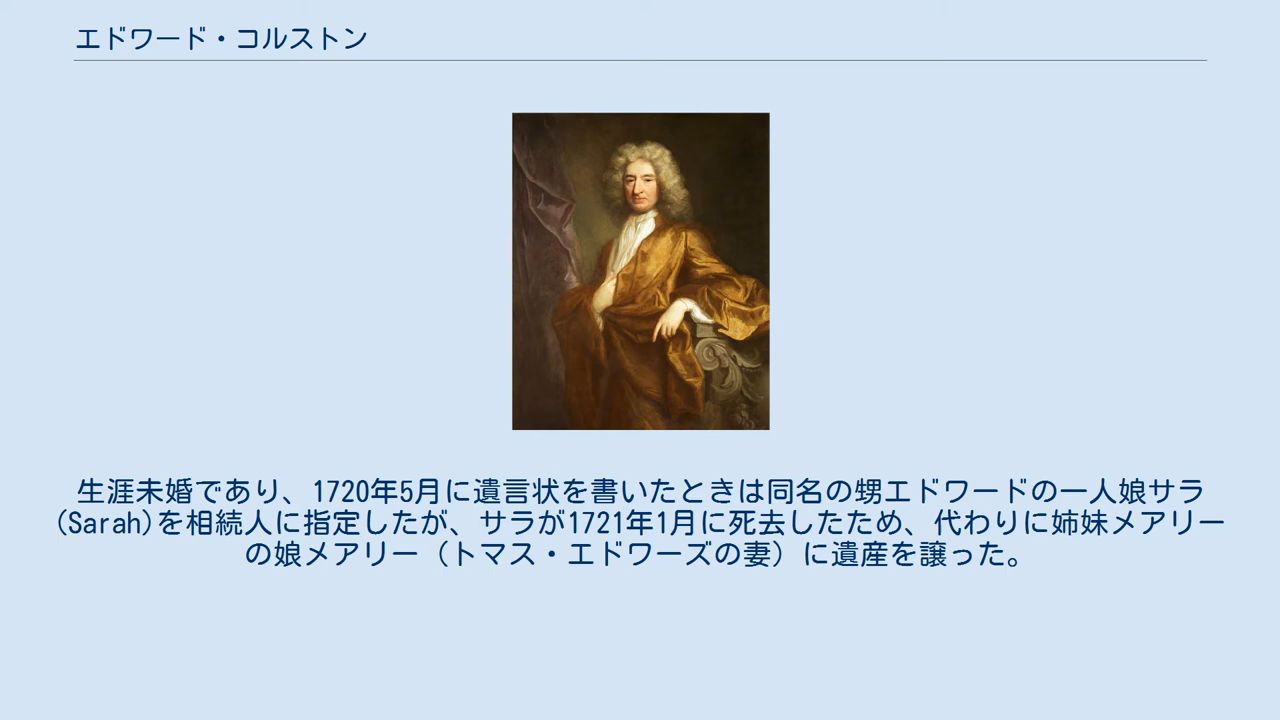 エドワード・コルストン
生涯未婚であり、1720年5月に遺言状を書いたときは同名の甥エドワードの一人娘サラ
(Sarah)を相続人に指定したが、サラが1721年1月に死去したため、代わりに姉妹メアリー
の娘メアリー（トマス・エドワーズの妻）に遺産を譲った。